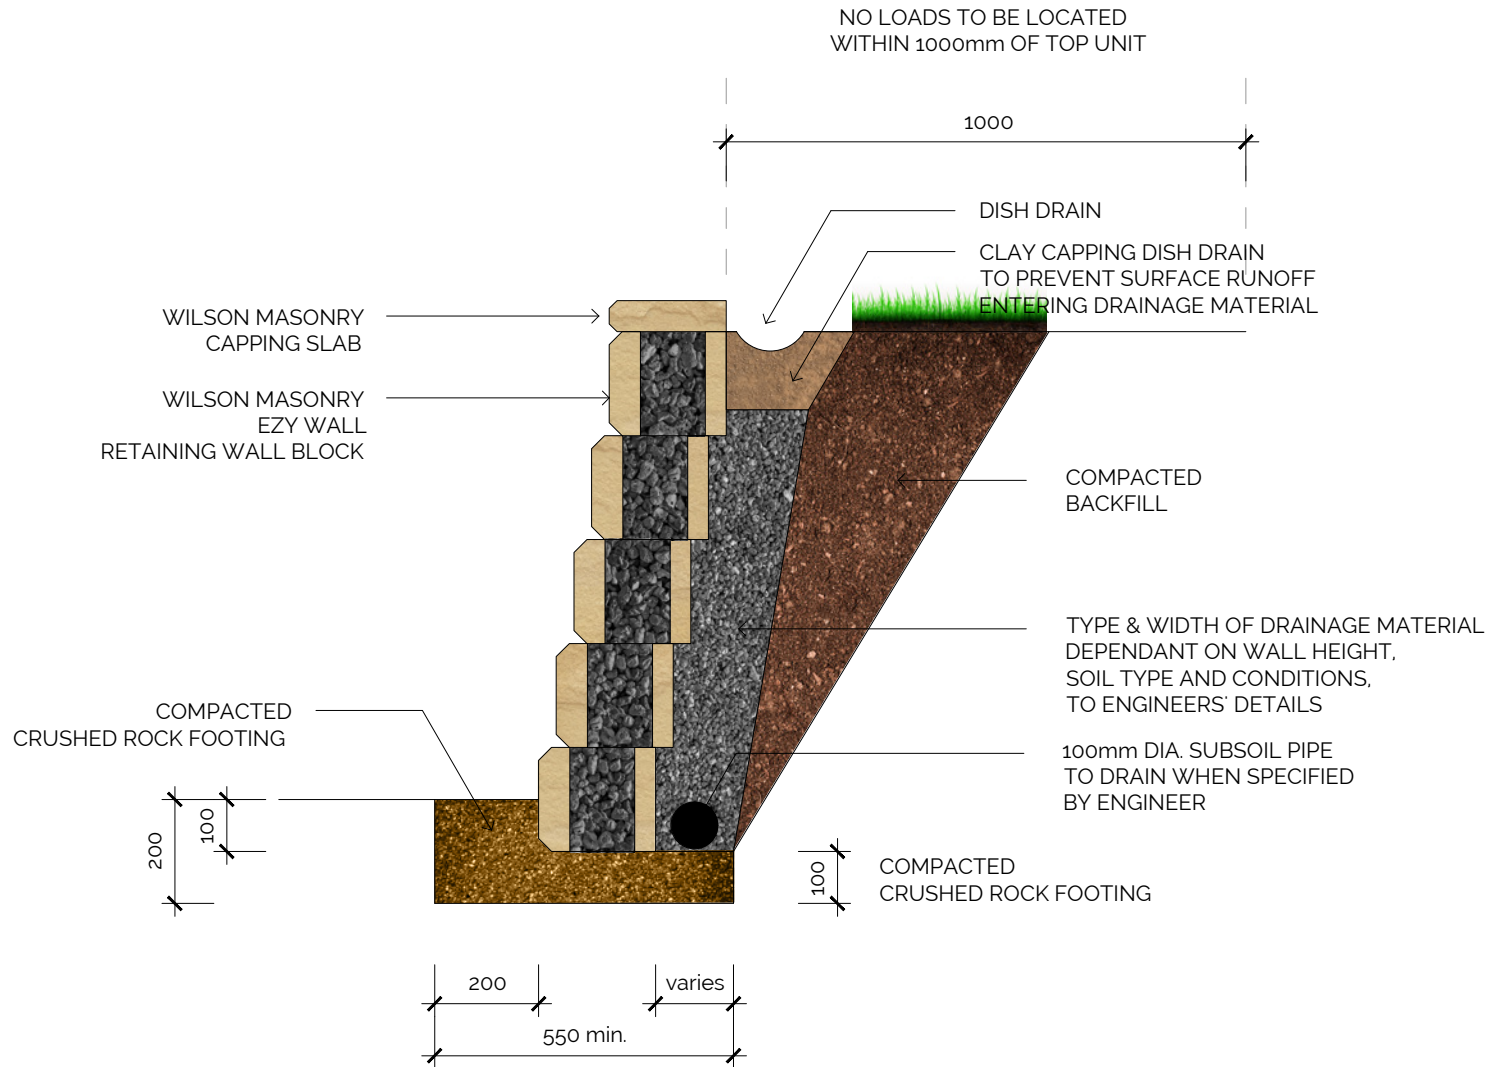 NO LOADS TO BE LOCATED
WITHIN 1000mm OF TOP UNIT
1000
DISH DRAIN
CLAY CAPPING DISH DRAIN
TO PREVENT SURFACE RUNOFF
ENTERING DRAINAGE MATERIAL
WILSON MASONRY
CAPPING SLAB
WILSON MASONRY
EZY WALL
RETAINING WALL BLOCK
COMPACTED
BACKFILL
TYPE & WIDTH OF DRAINAGE MATERIAL
DEPENDANT ON WALL HEIGHT,
SOIL TYPE AND CONDITIONS,
TO ENGINEERS' DETAILS
COMPACTED
CRUSHED ROCK FOOTING
100mm DIA. SUBSOIL PIPE
TO DRAIN WHEN SPECIFIED
BY ENGINEER
200
100
100
COMPACTED
CRUSHED ROCK FOOTING
200
varies
550 min.